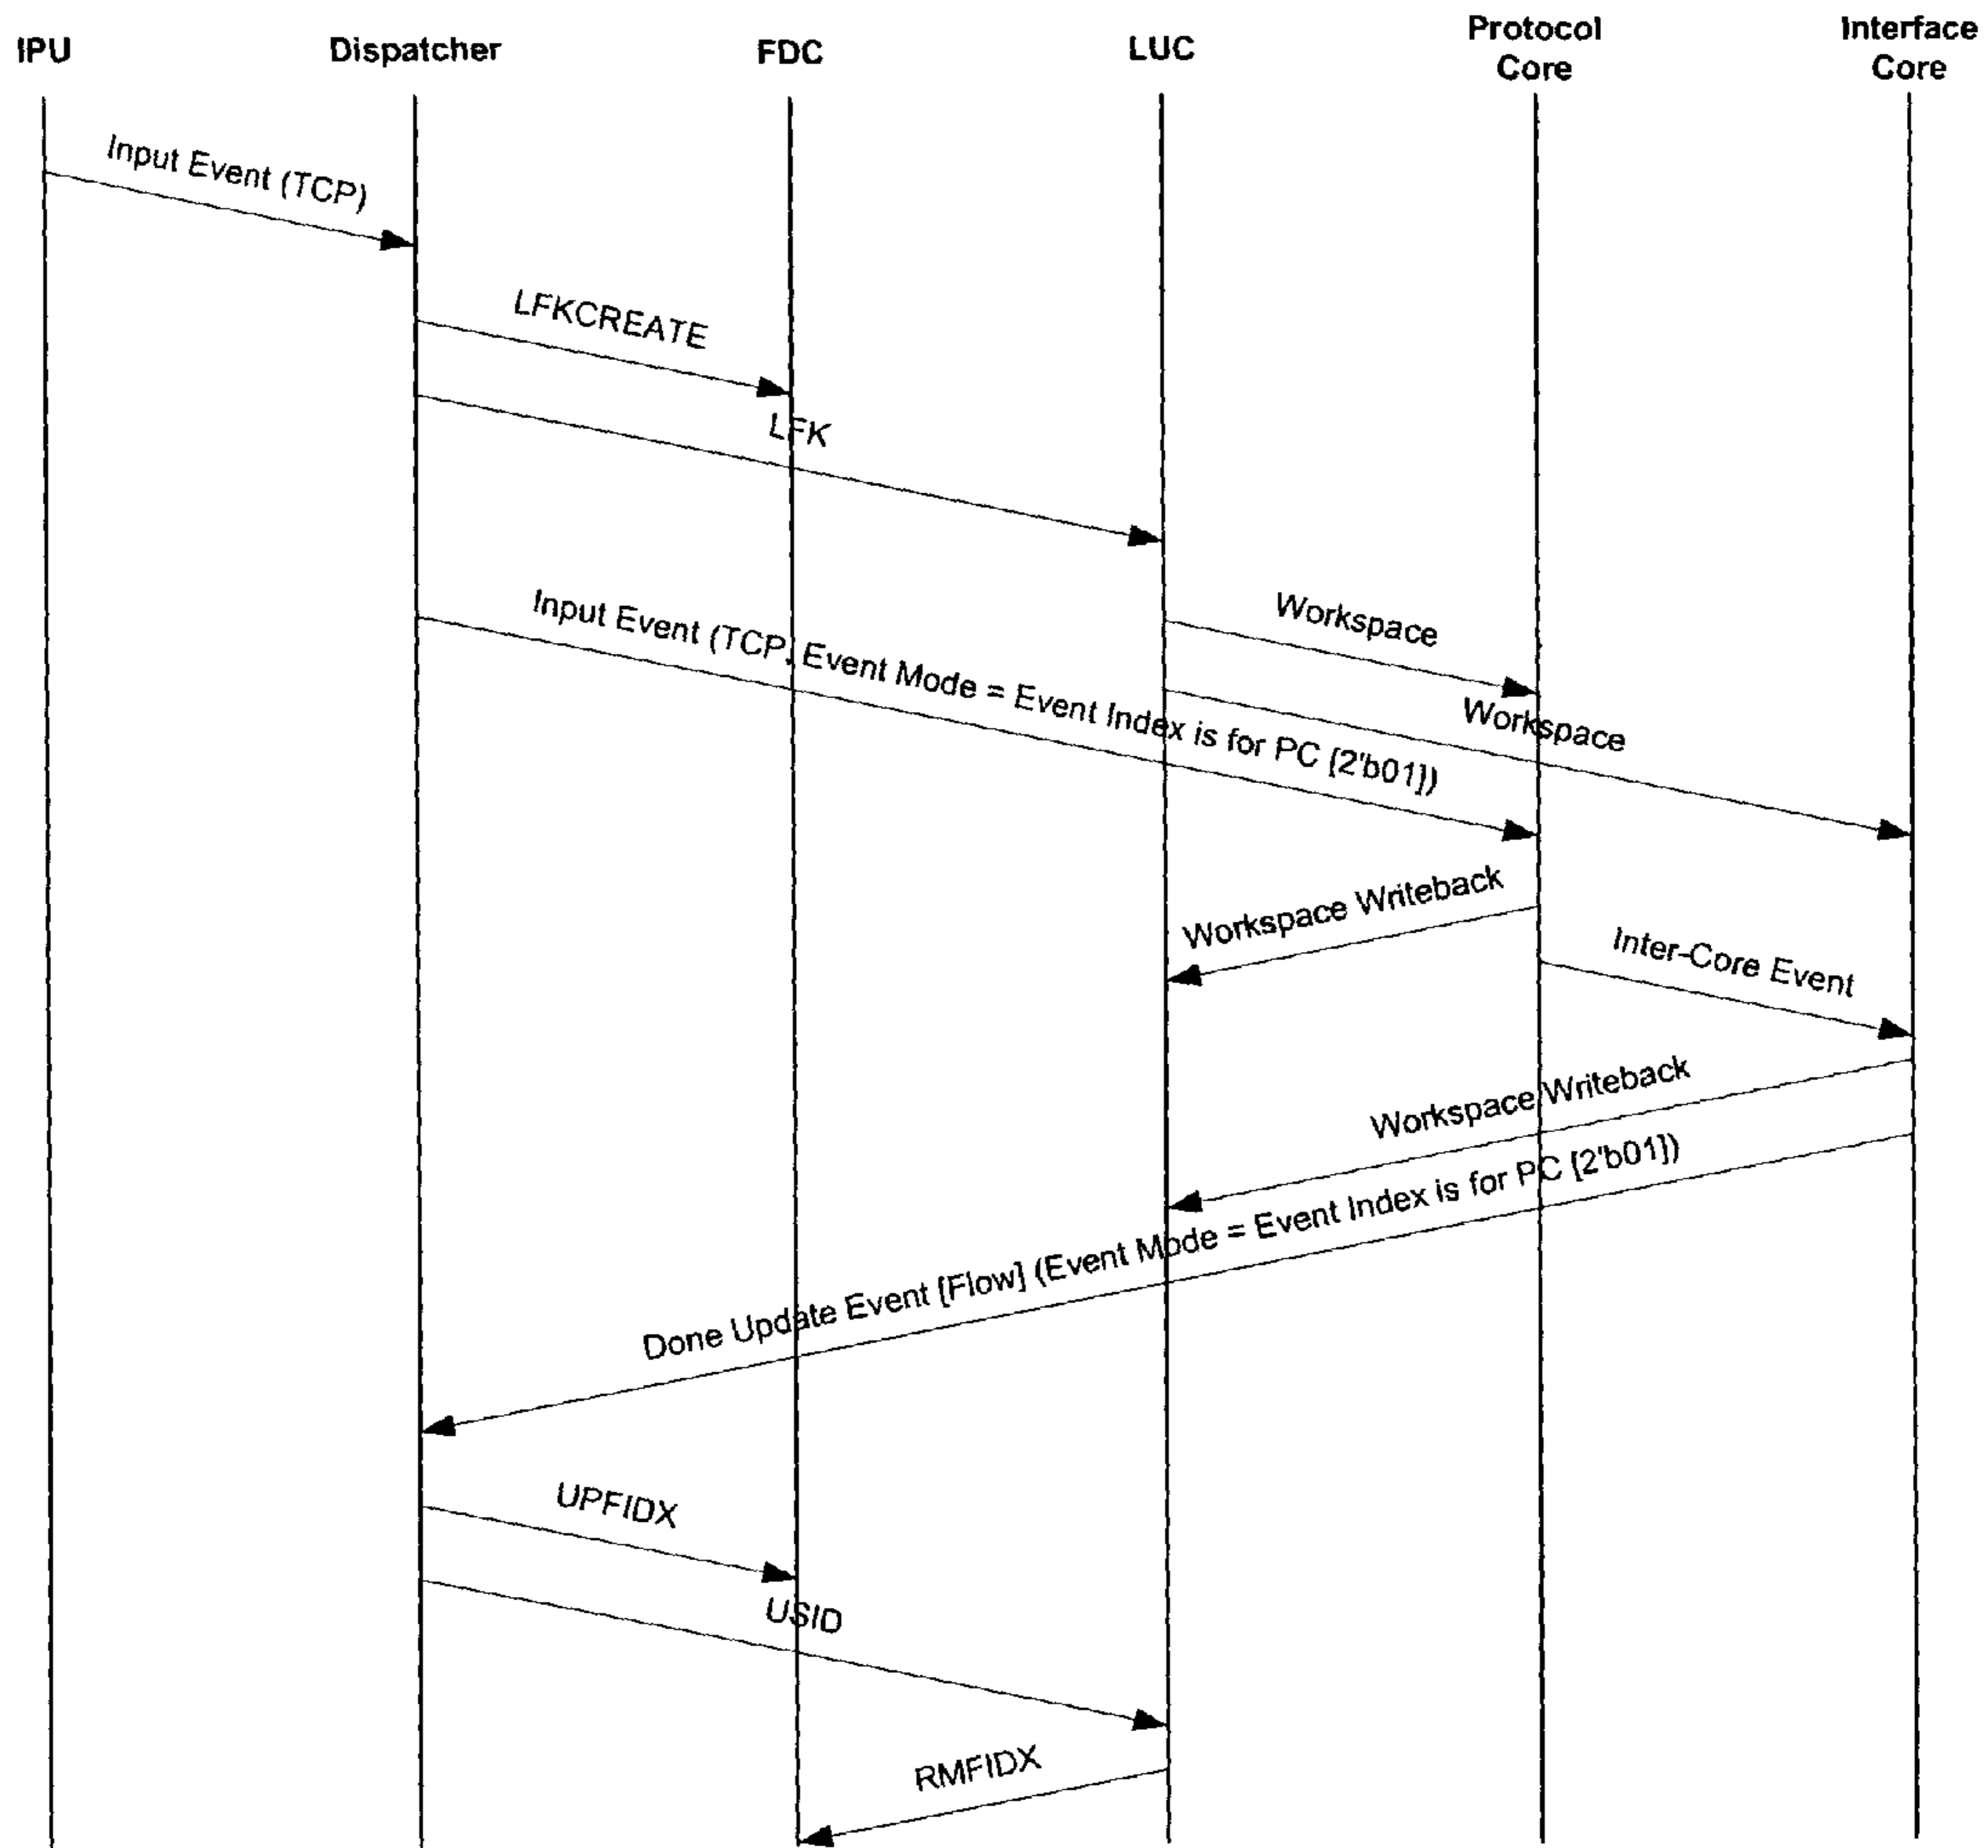 IPU
Dispatcher
FDC
LUC
Protocol
Core
Interface
Core
Input Event (TCP)
LFKCREATE
LFK
Input Event (TCP, Event Mode = Event Index is for PC [2'b01])
Workspace
Workspace
Workspace Writeback
Inter-Core Event
Workspace Writeback
Done Update Event [Flow] (Event Mode = Event Index is for PC [2'b01])
UPFIDX
USID
RMFIDX